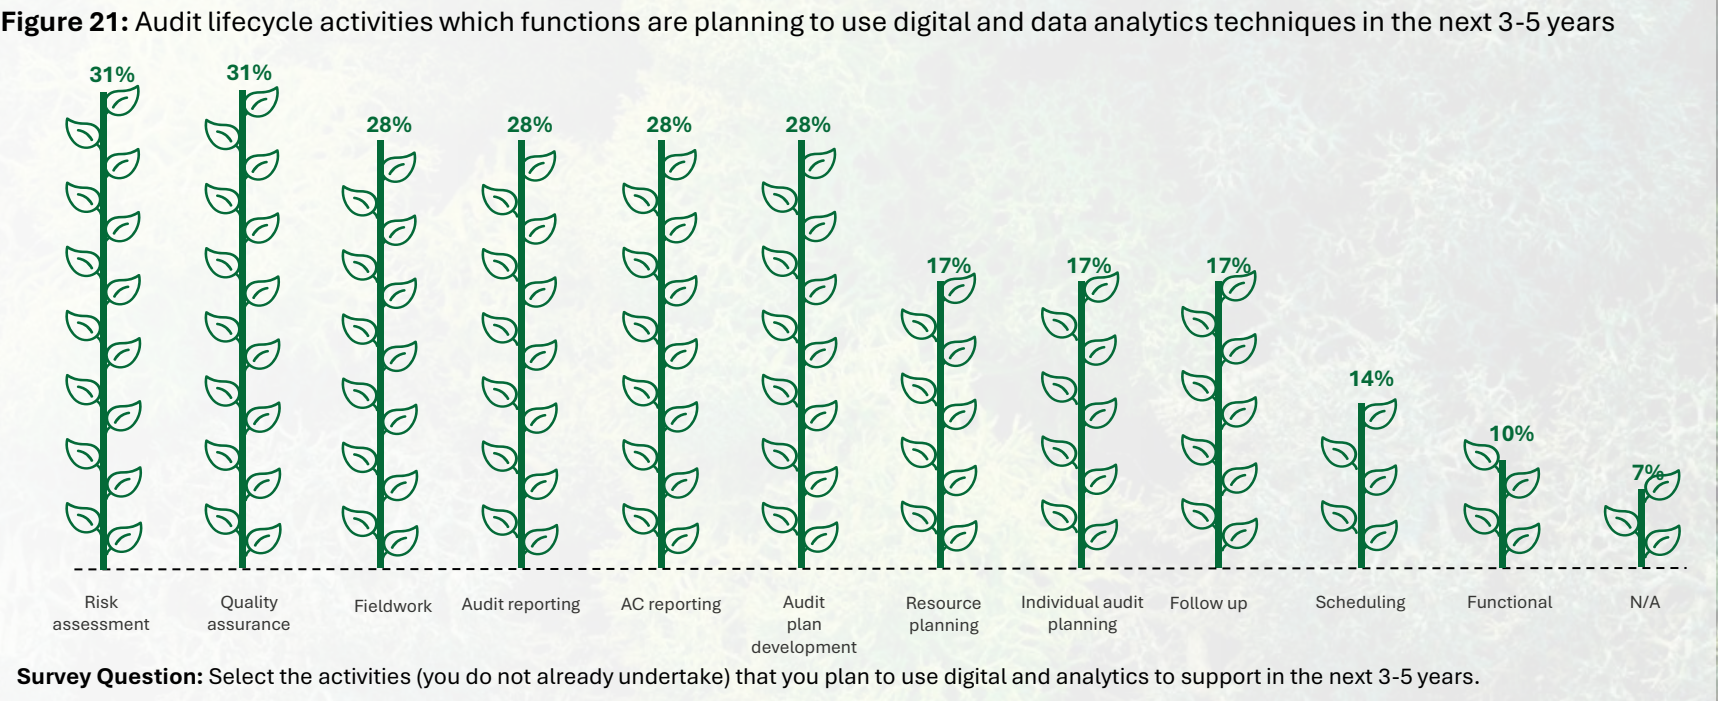 Figure 21: Audit lifecycle activities which functions are planning to use digital and data analytics techniques in the next 3-5 years
31%
31%
28%
28%
28%
28%
17%
17%
17%
14%
10%
7%
Risk
assessment
Quality
assurance
Fieldwork
Audit reporting
AC reporting
Audit
plan
development
Resource
planning
Individual audit
planning
Follow up
Scheduling
Functional
N/A
Survey Question: Select the activities (you do not already undertake) that you plan to use digital and analytics to support in the next 3-5 years.